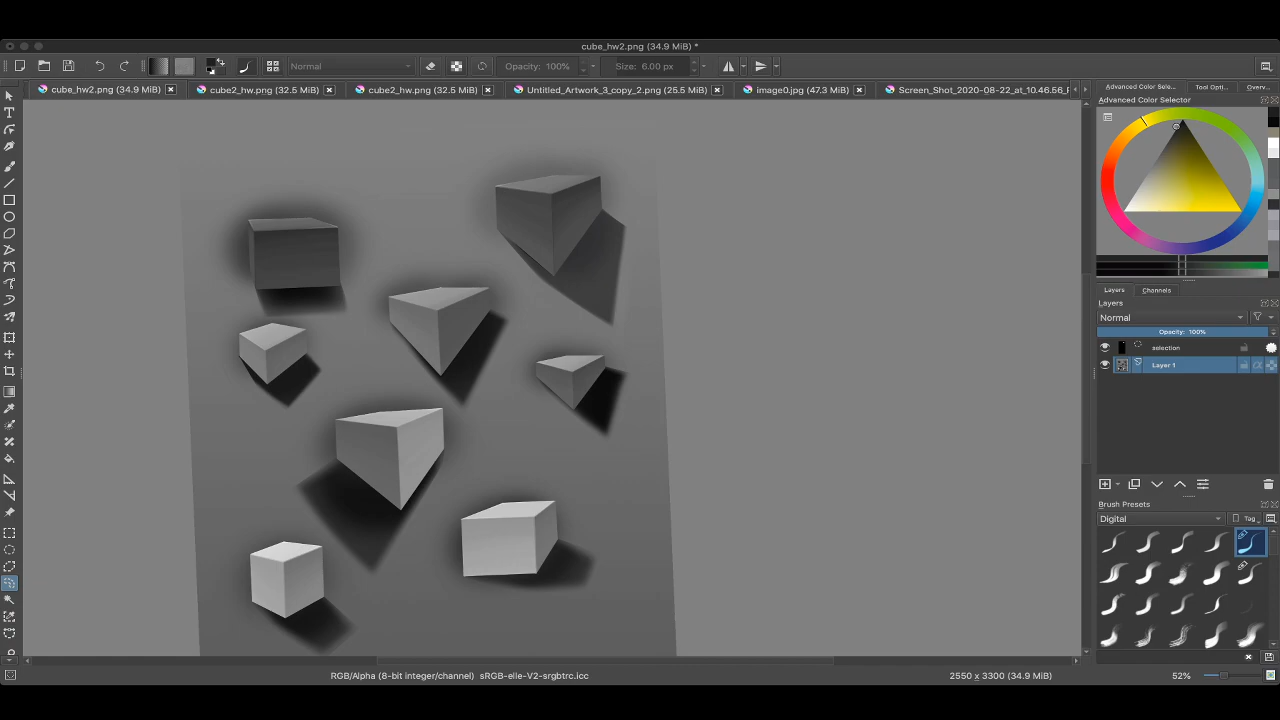 cube_hw2.png (34.9 MiB) *
Normal
Opacity: 100%
Size: 6.00 px
cube_hw2.png (34.9 MiB)
cube2_hw.png (32.5 MiB)
cube2_hw.png (32.5 MiB)
Untitled_Artwork_3_copy_2.png (25.5 MiB)
image0.jpg (47.3 MiB)
Screen_Shot_2020-08-22_at_10.46.56_P
Advanced Color Sele...
Tool Opti...
Overv...
Advanced Color Selector
Layers
Channels
Layers
Normal
Opacity: 100%
selection
Layer 1
Brush Presets
Digital
Tag
RGB/Alpha (8-bit integer/channel) sRGB-elle-V2-srgbtrc.icc
2550 x 3300 (34.9 MiB)
52%